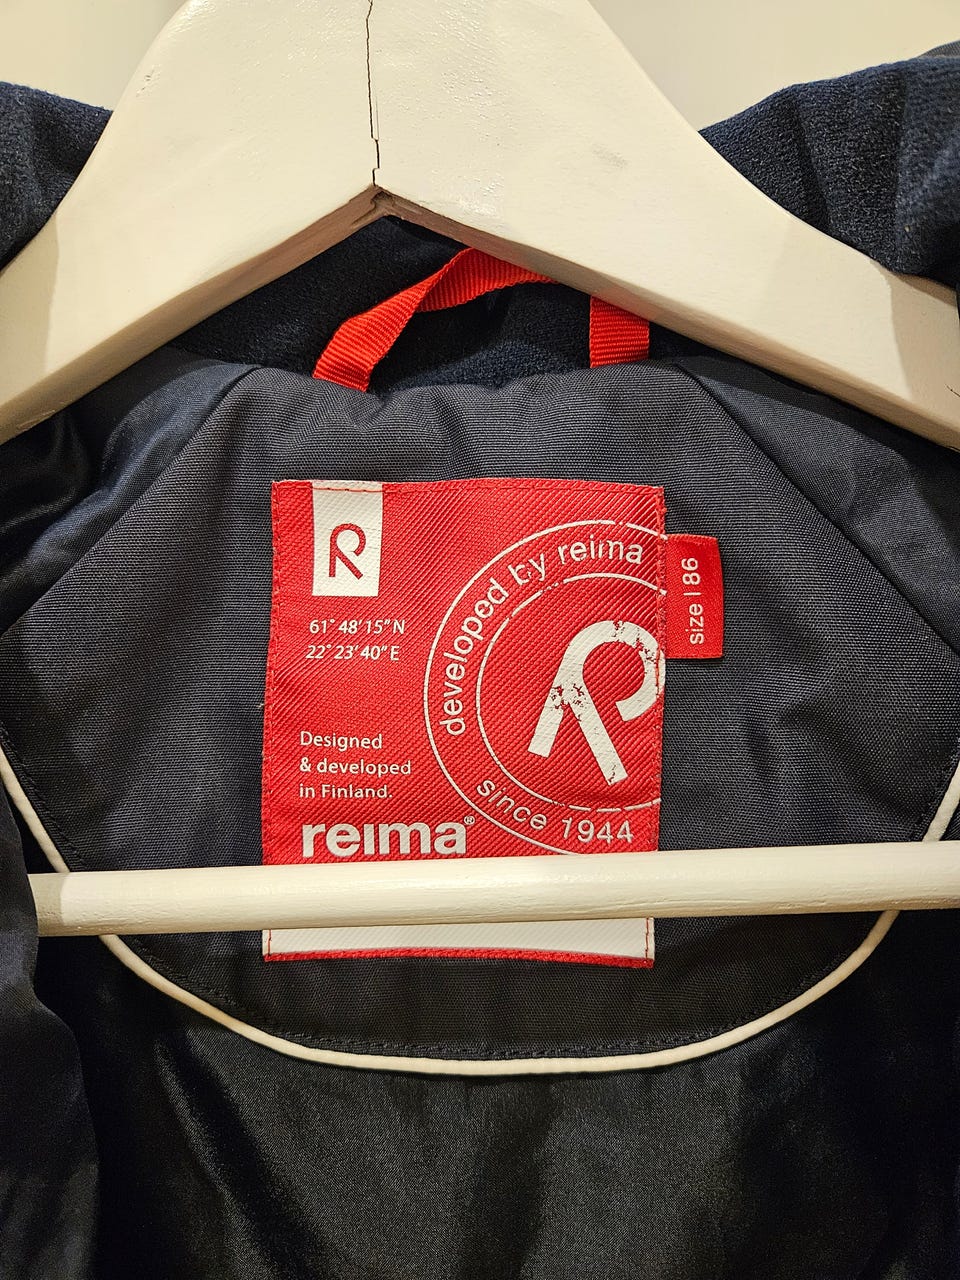 R
61° 48' 15" N
22° 23' 40" E
Designed
& developed
in Finland.
reima®
developed by reima
R
since 1944
size | 86